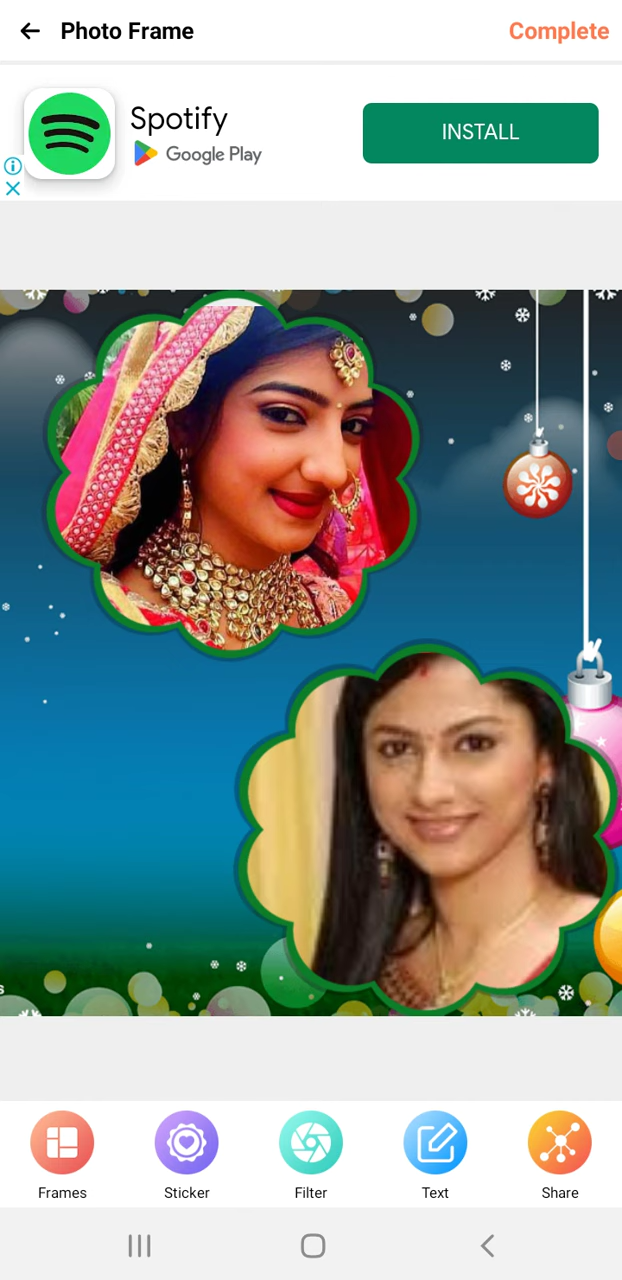 Photo Frame
Complete
Spotify
Google Play
INSTALL
Frames
Sticker
Filter
Text
Share